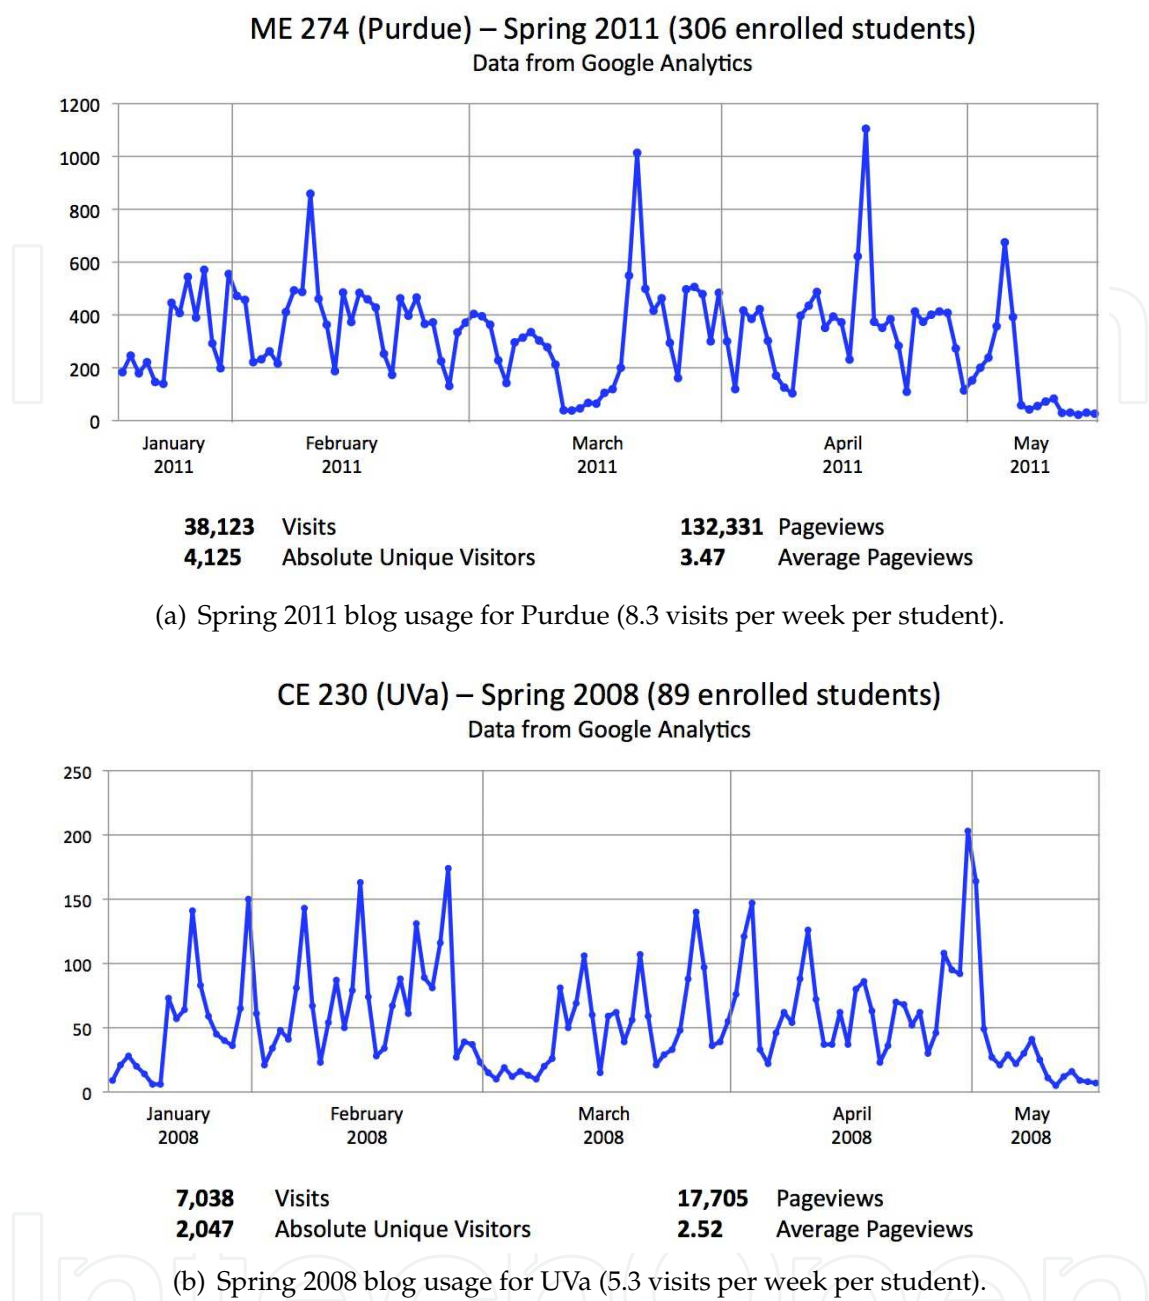 ME 274 (Purdue) – Spring 2011 (306 enrolled students)
Data from Google Analytics
1200
1000
800
600
400
200
0
January February March April May
2011 2011 2011 2011 2011
38,123 Visits 132,331 Pageviews
4,125 Absolute Unique Visitors 3.47 Average Pageviews
(a) Spring 2011 blog usage for Purdue (8.3 visits per week per student).
CE 230 (UVa) – Spring 2008 (89 enrolled students)
Data from Google Analytics
250
200
150
100
50
0
January February March April May
2008 2008 2008 2008 2008
7,038 Visits 17,705 Pageviews
2,047 Absolute Unique Visitors 2.52 Average Pageviews
(b) Spring 2008 blog usage for UVa (5.3 visits per week per student).